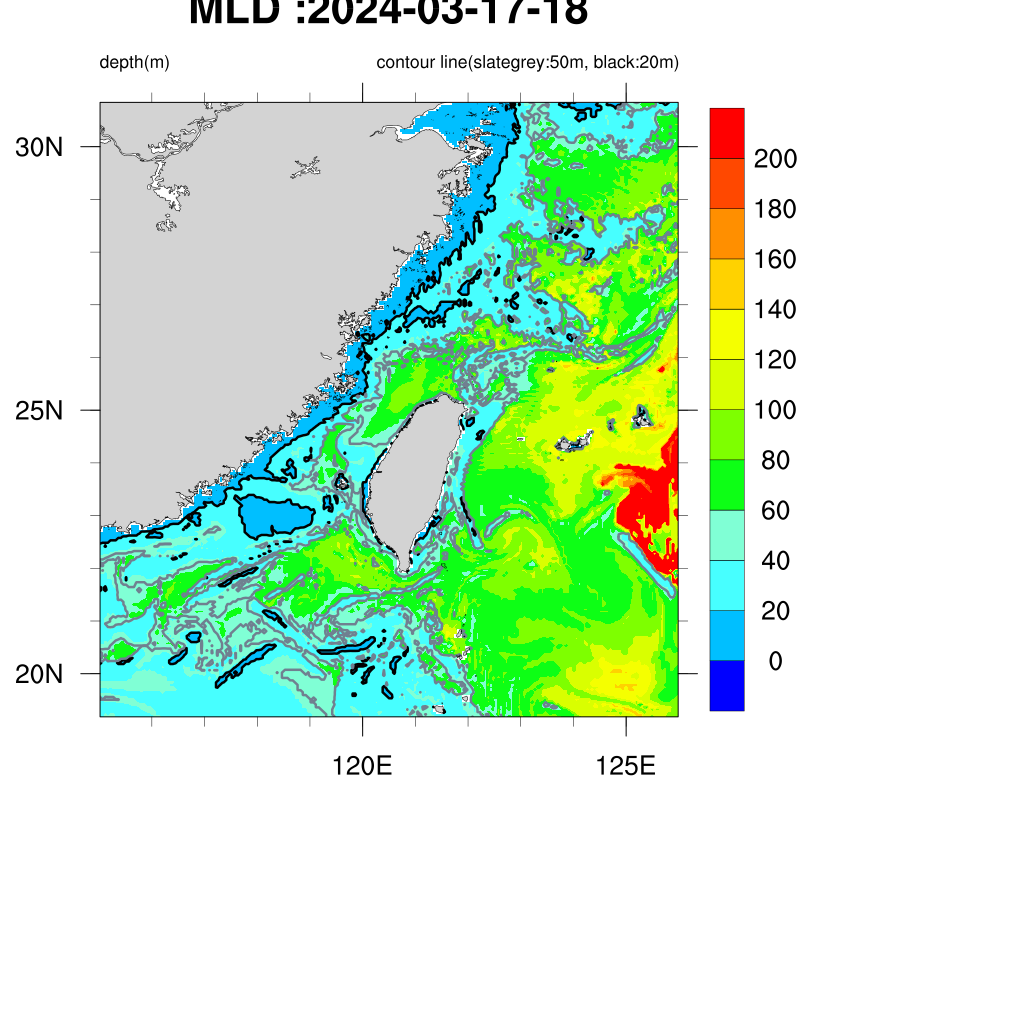 MLD :2024-03-17-18
depth(m)
contour line(slategrey:50m, black:20m)
30N
25N
20N
120E
125E
200
180
160
140
120
100
80
60
40
20
0